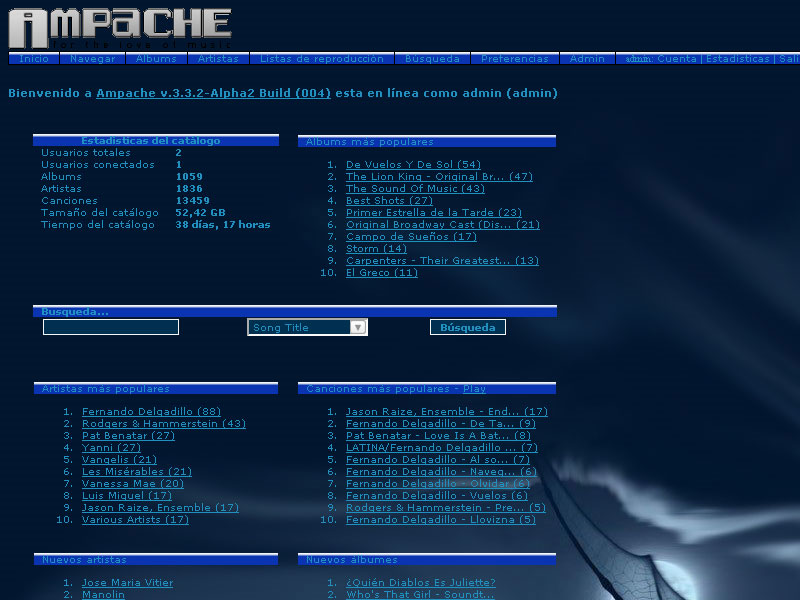 AMPACHE
for the love of music
Inicio Navegar Albums Artistas Listas de reproducción Búsqueda Preferencias Admin admin: Cuenta | Estadísticas | Sali
Bienvenido a Ampache v.3.3.2-Alpha2 Build (004) esta en línea como admin (admin)
Estadísticas del catálogo
Usuarios totales 2
Usuarios conectados 1
Albums 1059
Artistas 1836
Canciones 13459
Tamaño del catálogo 52,42 GB
Tiempo del catálogo 38 días, 17 horas
Albums más populares
1. De Vuelos Y De Sol (54)
2. The Lion King - Original Br... (47)
3. The Sound Of Music (43)
4. Best Shots (27)
5. Primer Estrella de la Tarde (23)
6. Original Broadway Cast (Dis... (21)
7. Campo de Sueños (17)
8. Storm (14)
9. Carpenters - Their Greatest... (13)
10. El Greco (11)
Busqueda...
Song Title
Búsqueda
Artistas más populares
1. Fernando Delgadillo (88)
2. Rodgers & Hammerstein (43)
3. Pat Benatar (27)
4. Yanni (27)
5. Vangelis (21)
6. Les Misérables (21)
7. Vanessa Mae (20)
8. Luis Miguel (17)
9. Jason Raize, Ensemble (17)
10. Various Artists (17)
Canciones más populares - Play
1. Jason Raize, Ensemble - End... (17)
2. Fernando Delgadillo - De Ta... (9)
3. Pat Benatar - Love Is A Bat... (8)
4. LATINA/Fernando Delgadillo ... (7)
5. Fernando Delgadillo - Al so... (7)
6. Fernando Delgadillo - Naveg... (6)
7. Fernando Delgadillo - Olvidar (6)
8. Fernando Delgadillo - Vuelos (6)
9. Rodgers & Hammerstein - Pre... (5)
10. Fernando Delgadillo - Llovizna (5)
Nuevos artistas
1. Jose Maria Vitier
2. Manolin
Nuevos álbumes
1. ¿Quién Diablos Es Juliette?
2. Who's That Girl - Soundt...